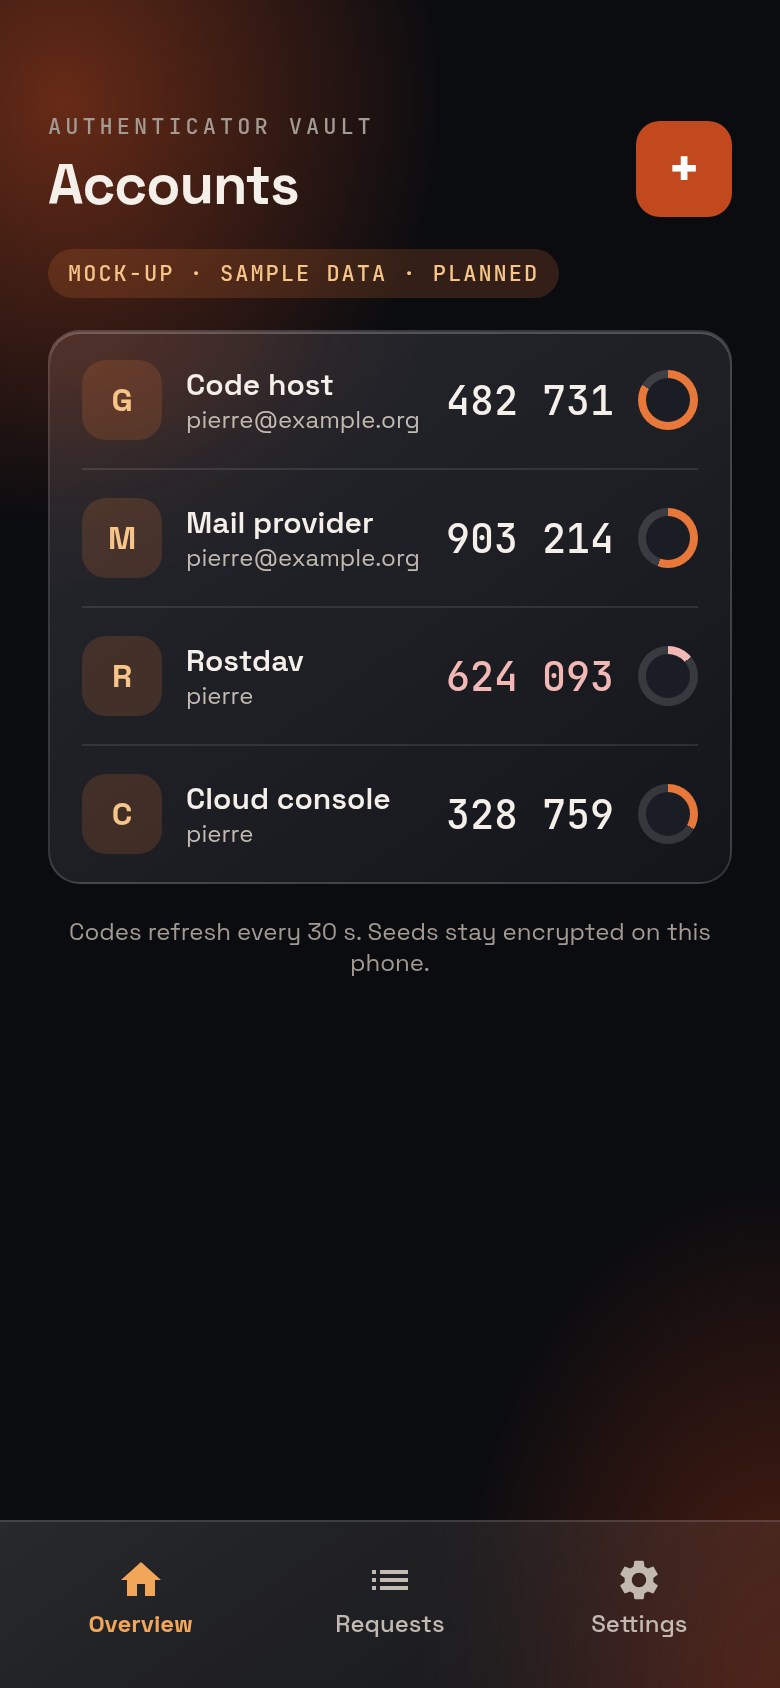 AUTHENTICATOR VAULT
Accounts
+
MOCK-UP · SAMPLE DATA · PLANNED
G
Code host
pierre@example.org
482 731
M
Mail provider
pierre@example.org
903 214
R
Rostdav
pierre
624 093
C
Cloud console
pierre
328 759
Codes refresh every 30 s. Seeds stay encrypted on this
phone.
Overview
Requests
Settings